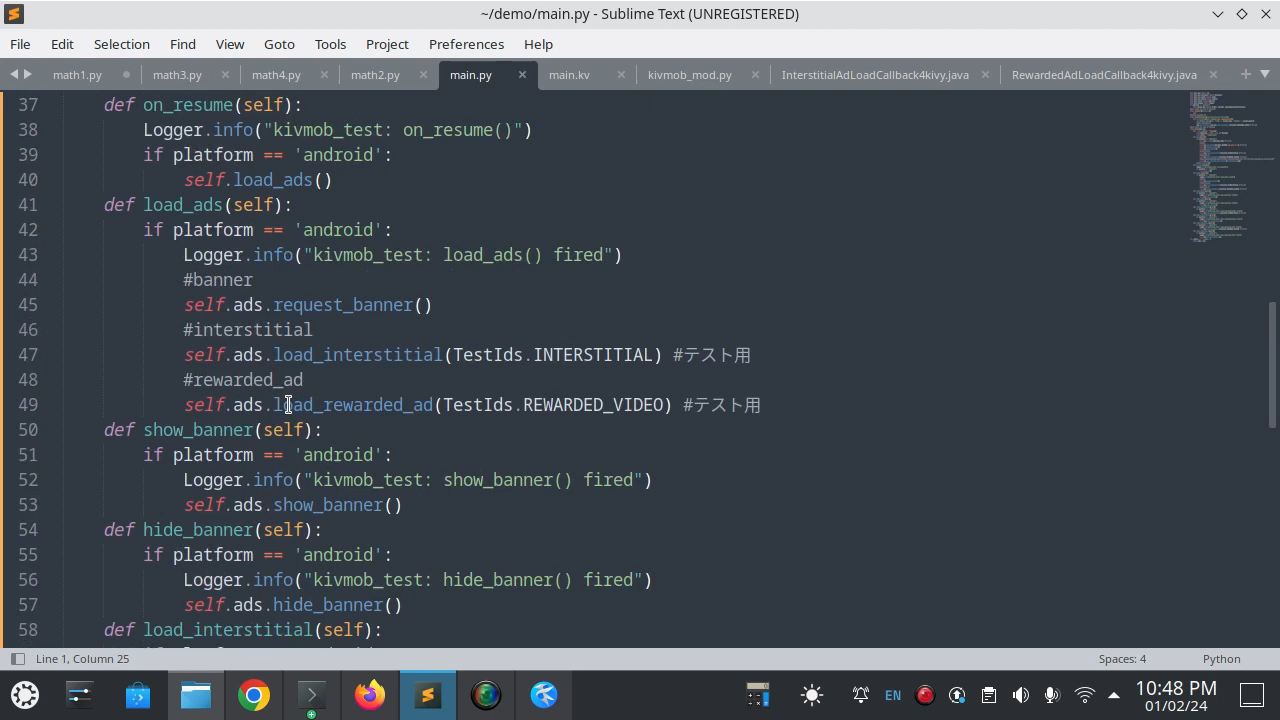 ~/demo/main.py - Sublime Text (UNREGISTERED)
File Edit Selection Find View Goto Tools Project Preferences Help
math1.py math3.py math4.py math2.py main.py main.kv kivmob_mod.py InterstitialAdLoadCallback4kivy.java RewardedAdLoadCallback4kivy.java
37 def on_resume(self):
38 Logger.info("kivmob_test: on_resume()")
39 if platform == 'android':
40 self.load_ads()
41 def load_ads(self):
42 if platform == 'android':
43 Logger.info("kivmob_test: load_ads() fired")
44 #banner
45 self.ads.request_banner()
46 #interstitial
47 self.ads.load_interstitial(TestIds.INTERSTITIAL) #テスト用
48 #rewarded_ad
49 self.ads.load_rewarded_ad(TestIds.REWARDED_VIDEO) #テスト用
50 def show_banner(self):
51 if platform == 'android':
52 Logger.info("kivmob_test: show_banner() fired")
53 self.ads.show_banner()
54 def hide_banner(self):
55 if platform == 'android':
56 Logger.info("kivmob_test: hide_banner() fired")
57 self.ads.hide_banner()
58 def load_interstitial(self):
Line 1, Column 25 Spaces: 4 Python
EN 10:48 PM
01/02/24